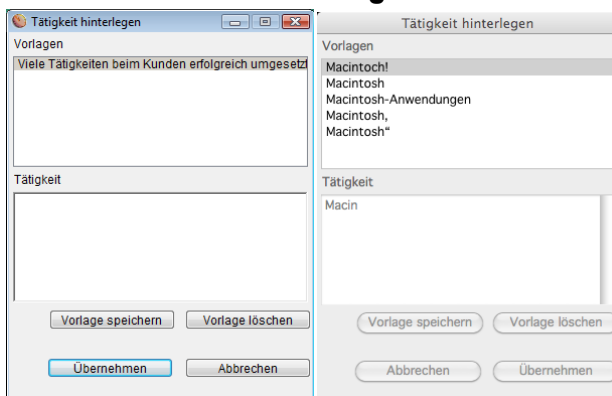 Tätigkeit hinterlegen
Vorlagen
Viele Tätigkeiten beim Kunden erfolgreich umgesetzt
Tätigkeit
Vorlage speichern
Vorlage löschen
Übernehmen
Abbrechen
Tätigkeit hinterlegen
Vorlagen
Macintoch!
Macintosh
Macintosh-Anwendungen
Macintosh,
Macintosh“
Tätigkeit
Macin
Vorlage speichern
Vorlage löschen
Abbrechen
Übernehmen